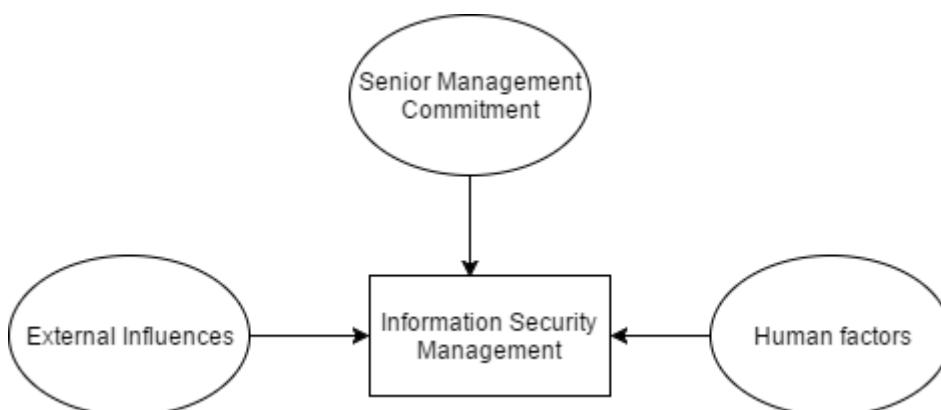 Senior Management
Commitment
External Influences
Information Security
Management
Human factors